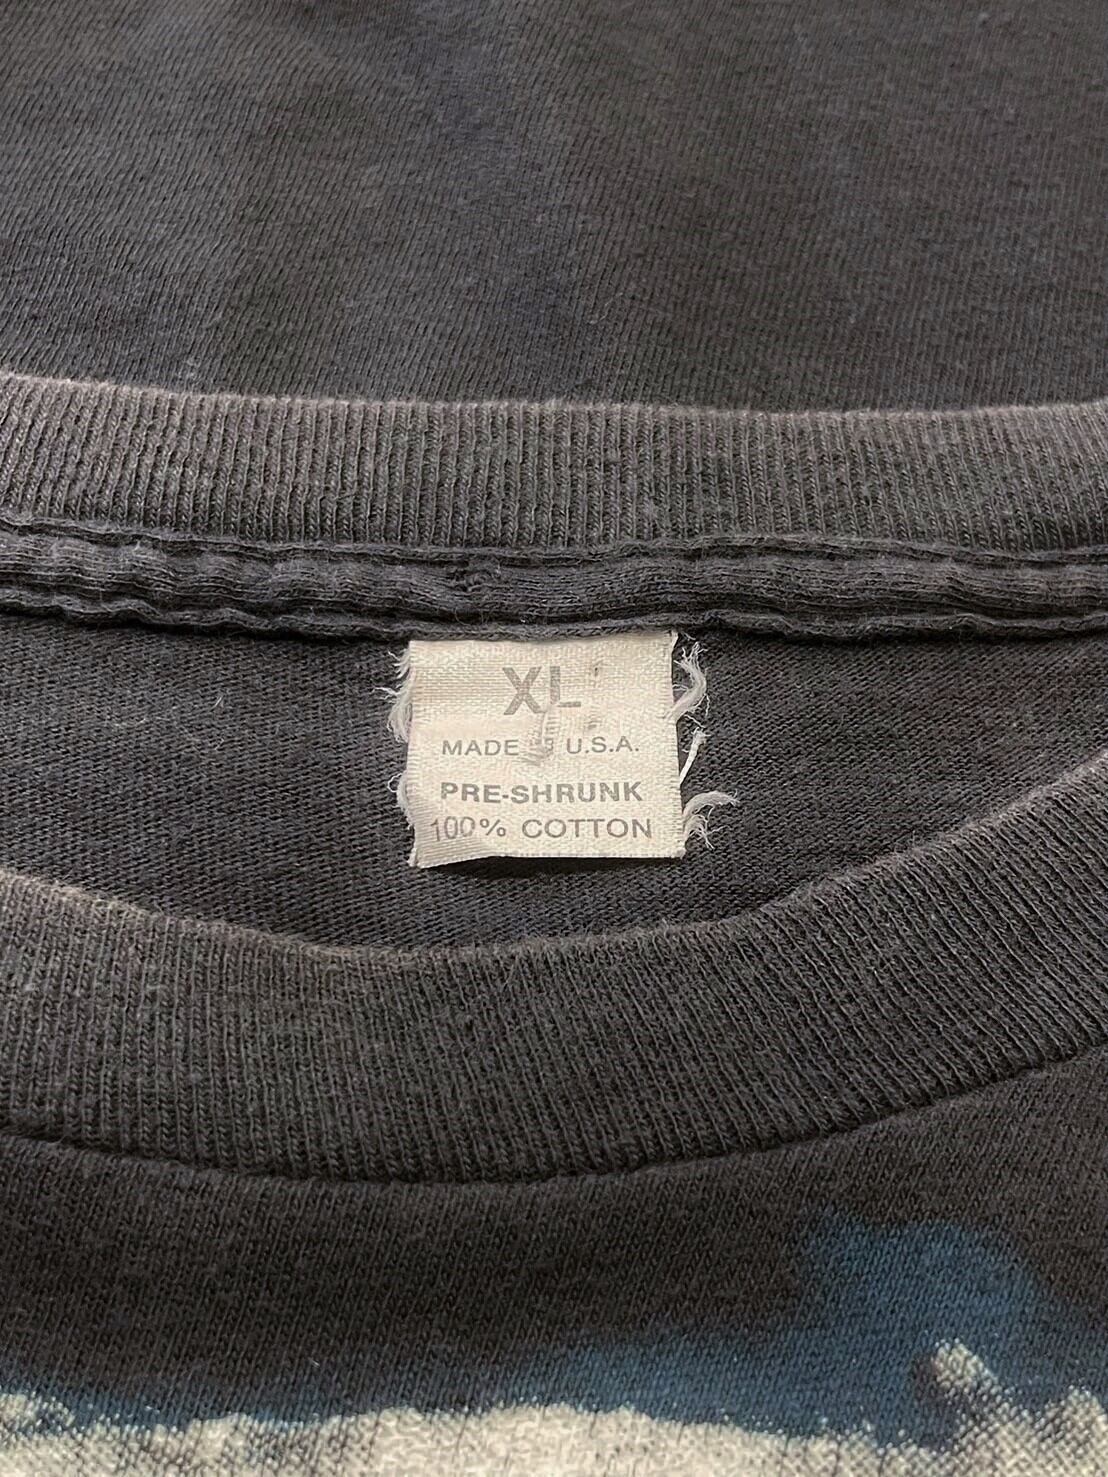 XL
MADE U.S.A.
PRE-SHRUNK
100% COTTON